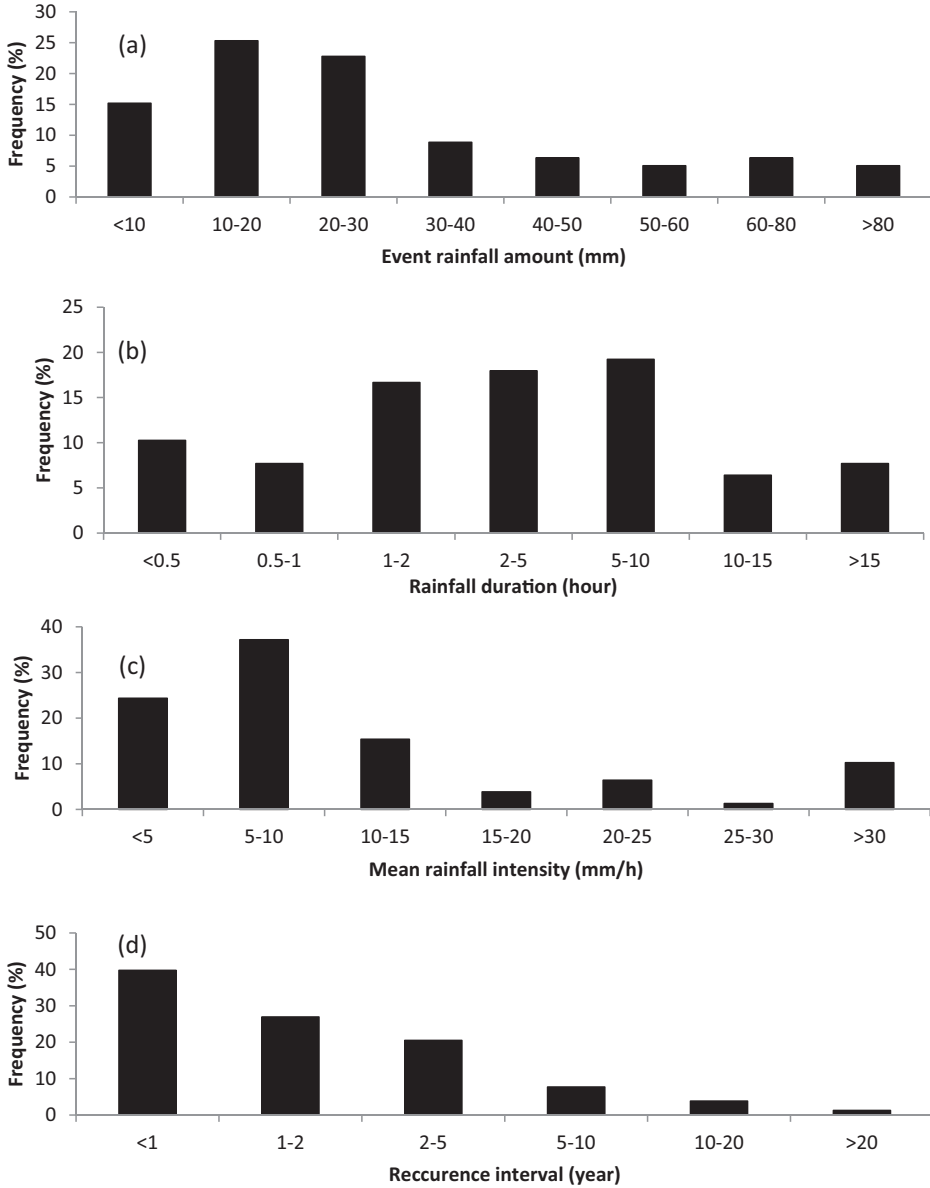 (a)
Frequency (%)
30
25
20
15
10
5
0
<10 10-20 20-30 30-40 40-50 50-60 60-80 >80
Event rainfall amount (mm)
(b)
Frequency (%)
25
20
15
10
5
0
<0.5 0.5-1 1-2 2-5 5-10 10-15 >15
Rainfall duration (hour)
(c)
Frequency (%)
40
30
20
10
0
<5 5-10 10-15 15-20 20-25 25-30 >30
Mean rainfall intensity (mm/h)
(d)
Frequency (%)
50
40
30
20
10
0
<1 1-2 2-5 5-10 10-20 >20
Reccurence interval (year)